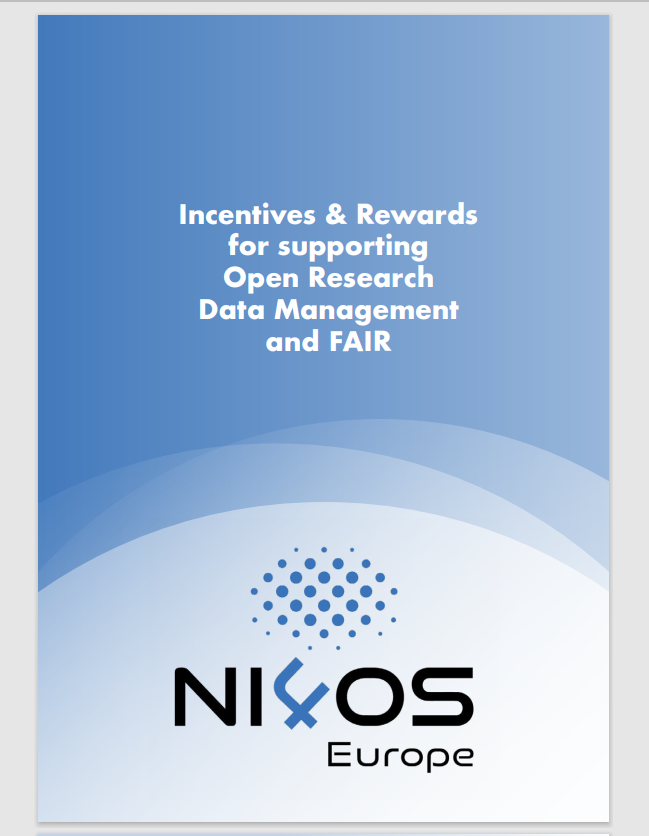 Incentives & Rewards
for supporting
Open Research
Data Management
and FAIR
NI4OS
Europe